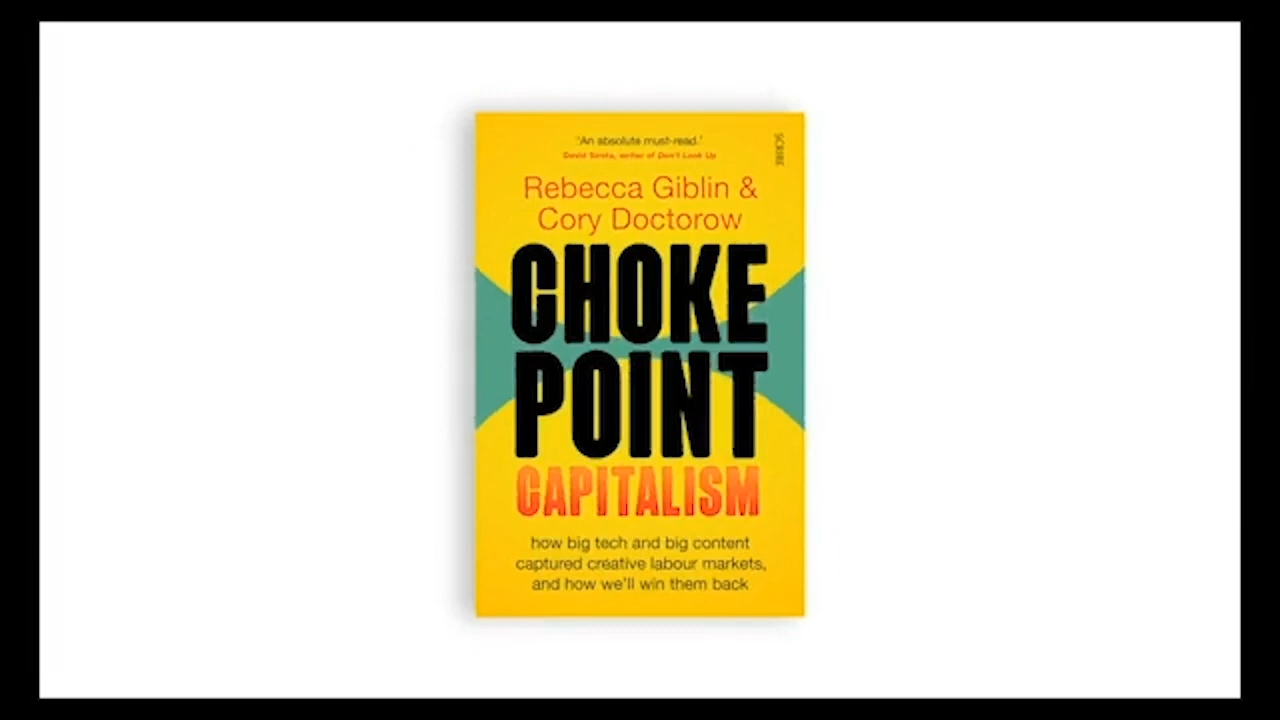 ‘An absolute must-read.’
David Sirota, writer of Don't Look Up
SCRIBE
Rebecca Giblin &
Cory Doctorow
CHOKE
POINT
CAPITALISM
how big tech and big content
captured creative labour markets,
and how we'll win them back